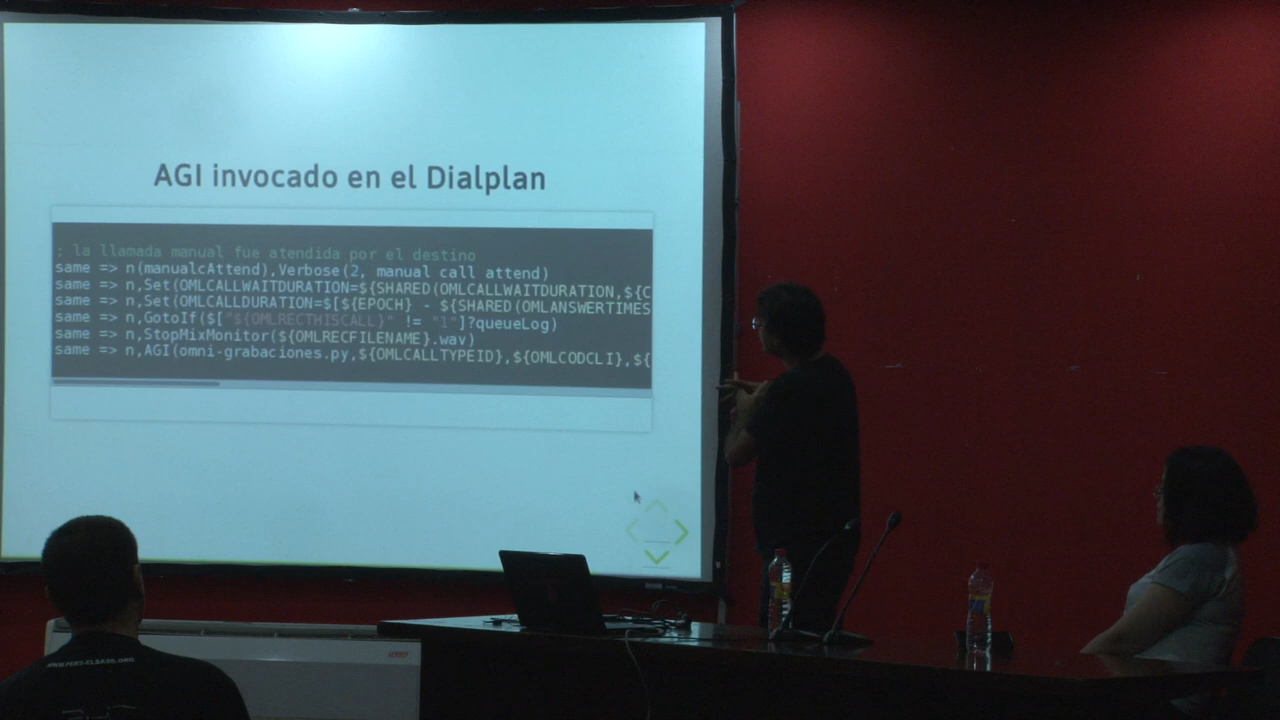 AGI invocado en el Dialplan
; la llamada manual fue atendida por el destino
same => n(manualcAttend),Verbose(2, manual call attend)
same => n,Set(OMLCALLWAITDURATION=${SHARED(OMLCALLWAITDURATION,${C
same => n,Set(OMLCALLDURATION=$[${EPOCH} - ${SHARED(OMLANSWERTIMES
same => n,GotoIf($["${OMLRECTHISCALL}" != "1"]?queueLog)
same => n,StopMixMonitor(${OMLRECFILENAME}.wav)
same => n,AGI(omni-grabaciones.py,${OMLCALLTYPEID},${OMLCODCLI},${